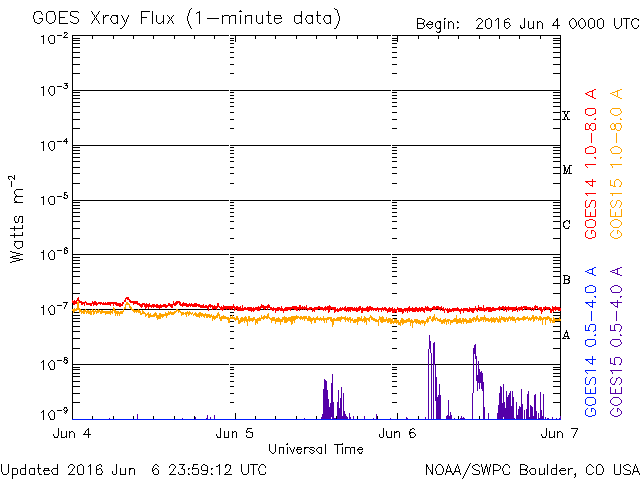 GOES Xray Flux (1-minute data)
Begin: 2016 Jun 4 0000 UTC
10⁻²
10⁻³
10⁻⁴
10⁻⁵
10⁻⁶
10⁻⁷
10⁻⁸
10⁻⁹
Watts m⁻²
X
M
C
B
A
GOES14 1.0-8.0 A
GOES15 1.0-8.0 A
GOES14 0.5-4.0 A
GOES15 0.5-4.0 A
Jun 4
Jun 5
Jun 6
Jun 7
Universal Time
Updated 2016 Jun 6 23:59:12 UTC
NOAA/SWPC Boulder, CO USA